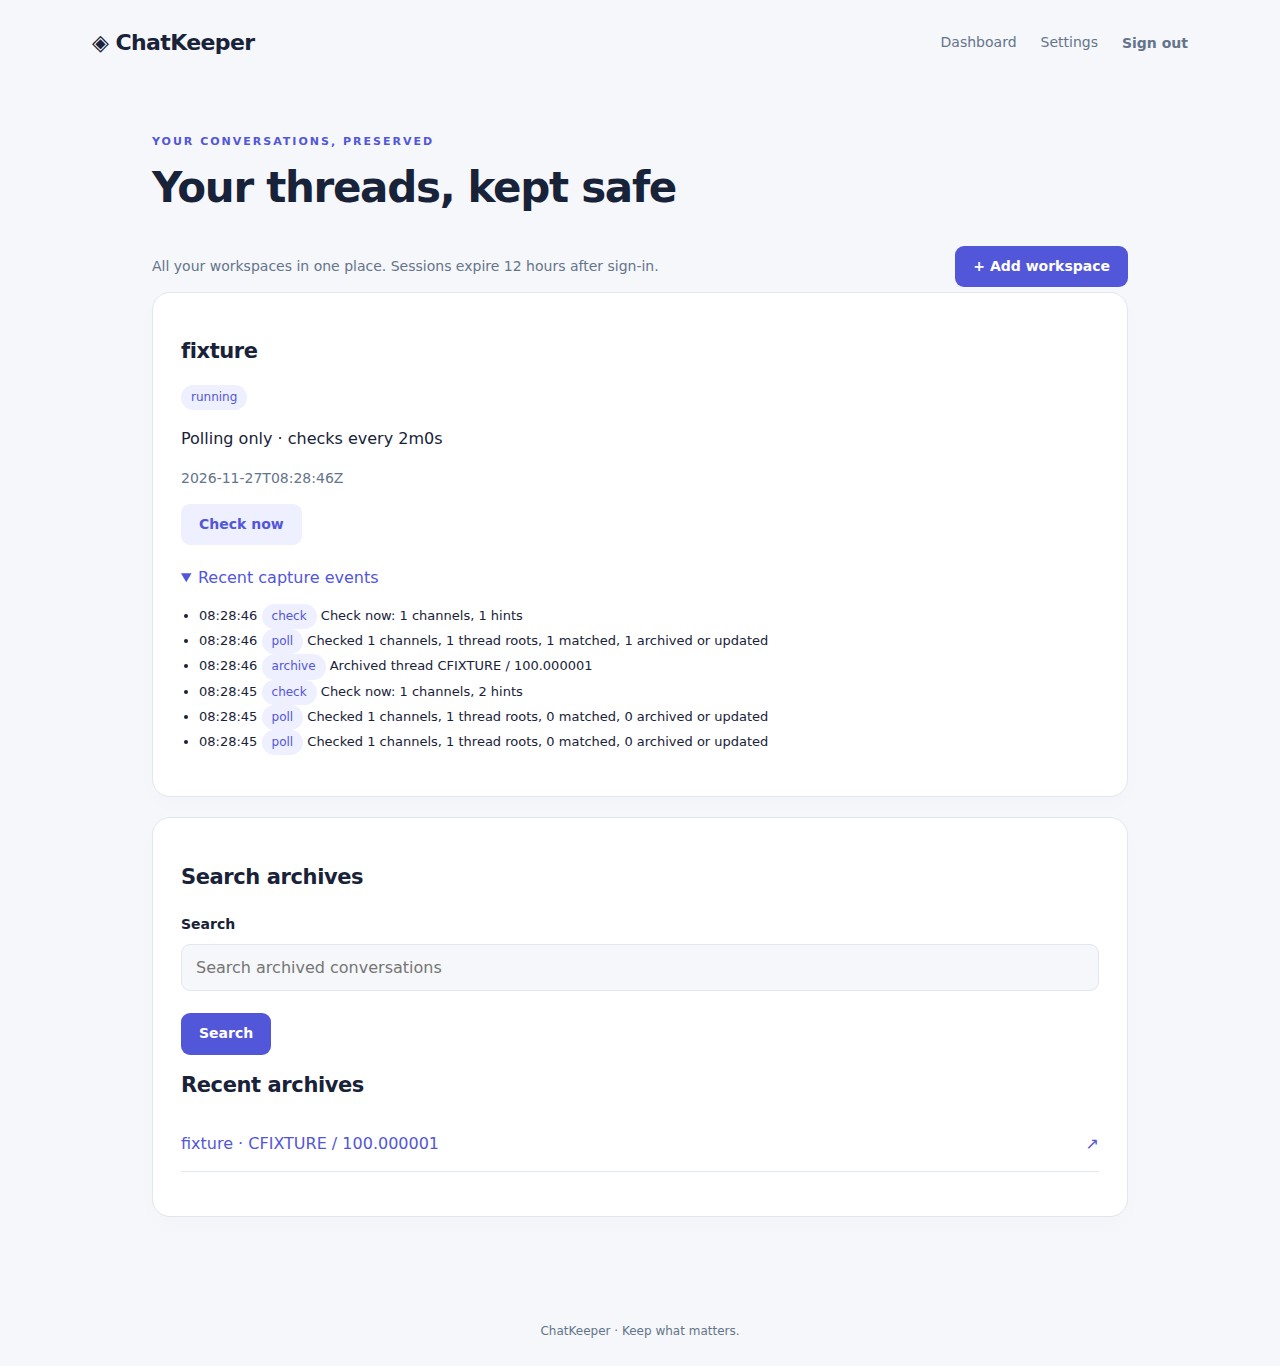 ◈ ChatKeeper
Dashboard Settings Sign out
YOUR CONVERSATIONS, PRESERVED
Your threads, kept safe
All your workspaces in one place. Sessions expire 12 hours after sign-in.
+ Add workspace
fixture
running
Polling only · checks every 2m0s
2026-11-27T08:28:46Z
Check now
▼ Recent capture events
• 08:28:46 check Check now: 1 channels, 1 hints
• 08:28:46 poll Checked 1 channels, 1 thread roots, 1 matched, 1 archived or updated
• 08:28:46 archive Archived thread CFIXTURE / 100.000001
• 08:28:45 check Check now: 1 channels, 2 hints
• 08:28:45 poll Checked 1 channels, 1 thread roots, 0 matched, 0 archived or updated
• 08:28:45 poll Checked 1 channels, 1 thread roots, 0 matched, 0 archived or updated
Search archives
Search
Search archived conversations
Search
Recent archives
fixture · CFIXTURE / 100.000001 ↗
ChatKeeper · Keep what matters.